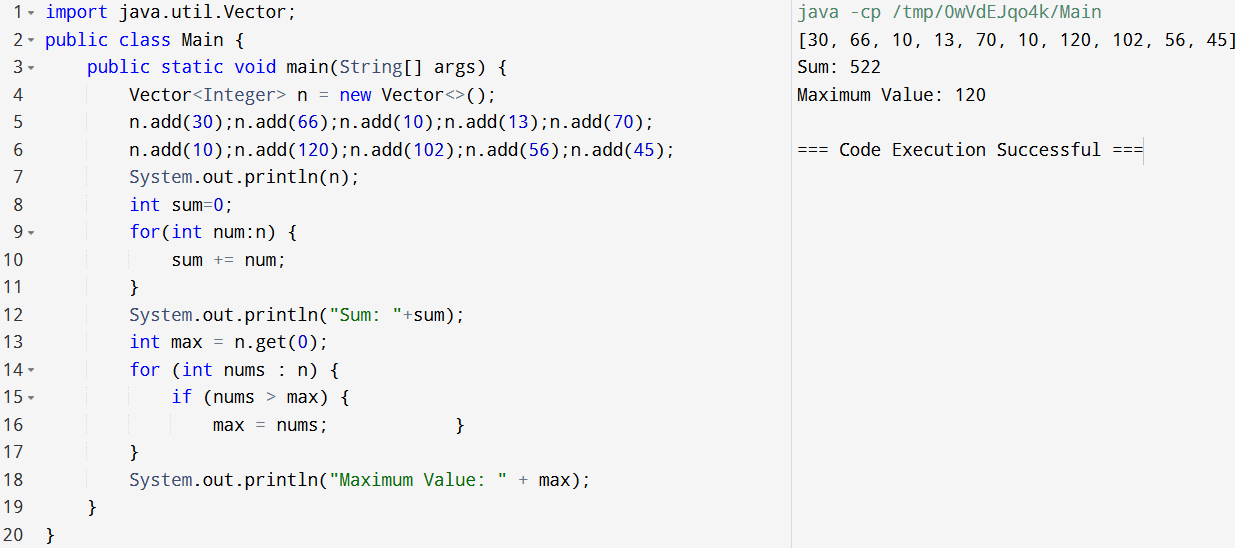 1 import java.util.Vector;
2 public class Main {
3 public static void main(String[] args) {
4 Vector<Integer> n = new Vector<>();
5 n.add(30);n.add(66);n.add(10);n.add(13);n.add(70);
6 n.add(10);n.add(120);n.add(102);n.add(56);n.add(45);
7 System.out.println(n);
8 int sum=0;
9 for(int num:n) {
10 sum += num;
11 }
12 System.out.println("Sum: "+sum);
13 int max = n.get(0);
14 for (int nums : n) {
15 if (nums > max) {
16 max = nums; }
17 }
18 System.out.println("Maximum Value: " + max);
19 }
20 }
java -cp /tmp/0wVdEJqo4k/Main
[30, 66, 10, 13, 70, 10, 120, 102, 56, 45]
Sum: 522
Maximum Value: 120
=== Code Execution Successful ===